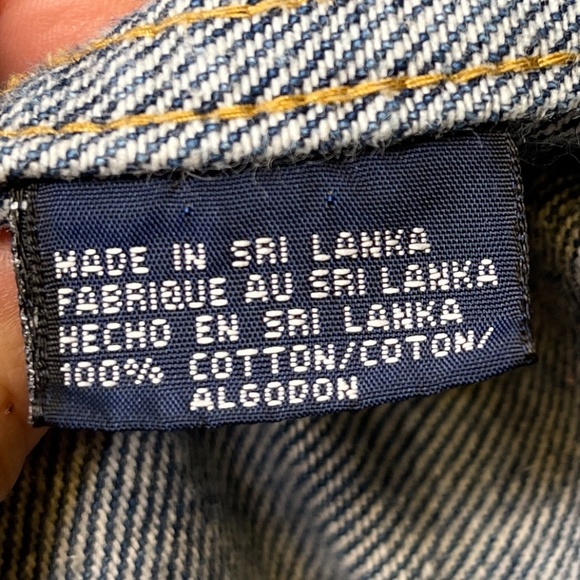 MADE IN SRI LANKA
FABRIQUE AU SRI LANKA
HECHO EN SRI LANKA
100% COTTON/COTON/
ALGODON